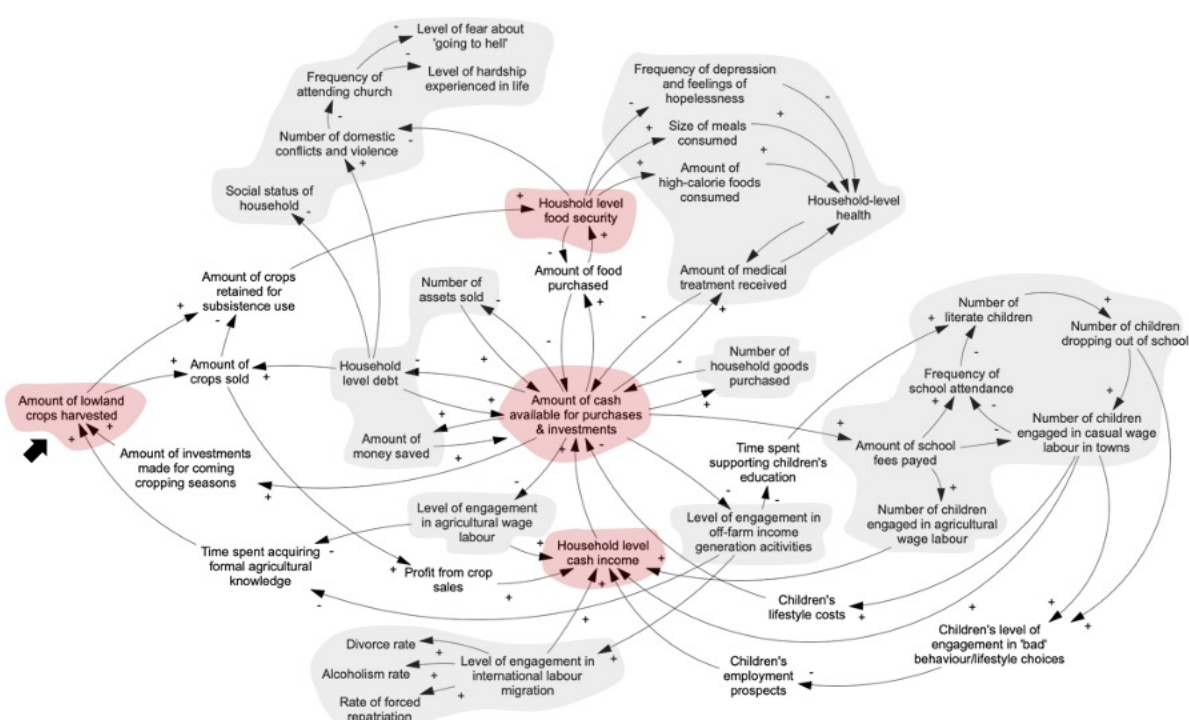 Level of fear about
'going to hell'
Frequency of
attending church
Level of hardship
experienced in life
Number of domestic
conflicts and violence
Social status of
household
Frequency of depression
and feelings of
hopelessness
Size of meals
consumed
Amount of
high-calorie foods
consumed
Household-level
health
Amount of medical
treatment received
Houshold level
food security
Amount of food
purchased
Amount of crops
retained for
subsistence use
Number of
assets sold
Amount of
crops sold
Household
level debt
Amount of cash
available for purchases
& investments
Number of
household goods
purchased
Number of
literate children
Number of children
dropping out of school
Frequency of
school attendance
Number of children
engaged in casual wage
labour in towns
Amount of school
fees payed
Number of children
engaged in agricultural
wage labour
Amount of lowland
crops harvested
Amount of
money saved
Amount of investments
made for coming
cropping seasons
Time spent
supporting children's
education
Level of engagement
in agricultural wage
labour
Level of engagement in
off-farm income
generation acitivities
Time spent acquiring
formal agricultural
knowledge
Profit from crop
sales
Household level
cash income
Children's
lifestyle costs
Children's level of
engagement in 'bad'
behaviour/lifestyle choices
Children's
employment
prospects
Divorce rate
Alcoholism rate
Rate of forced
repatriation
Level of engagement in
international labour
migration